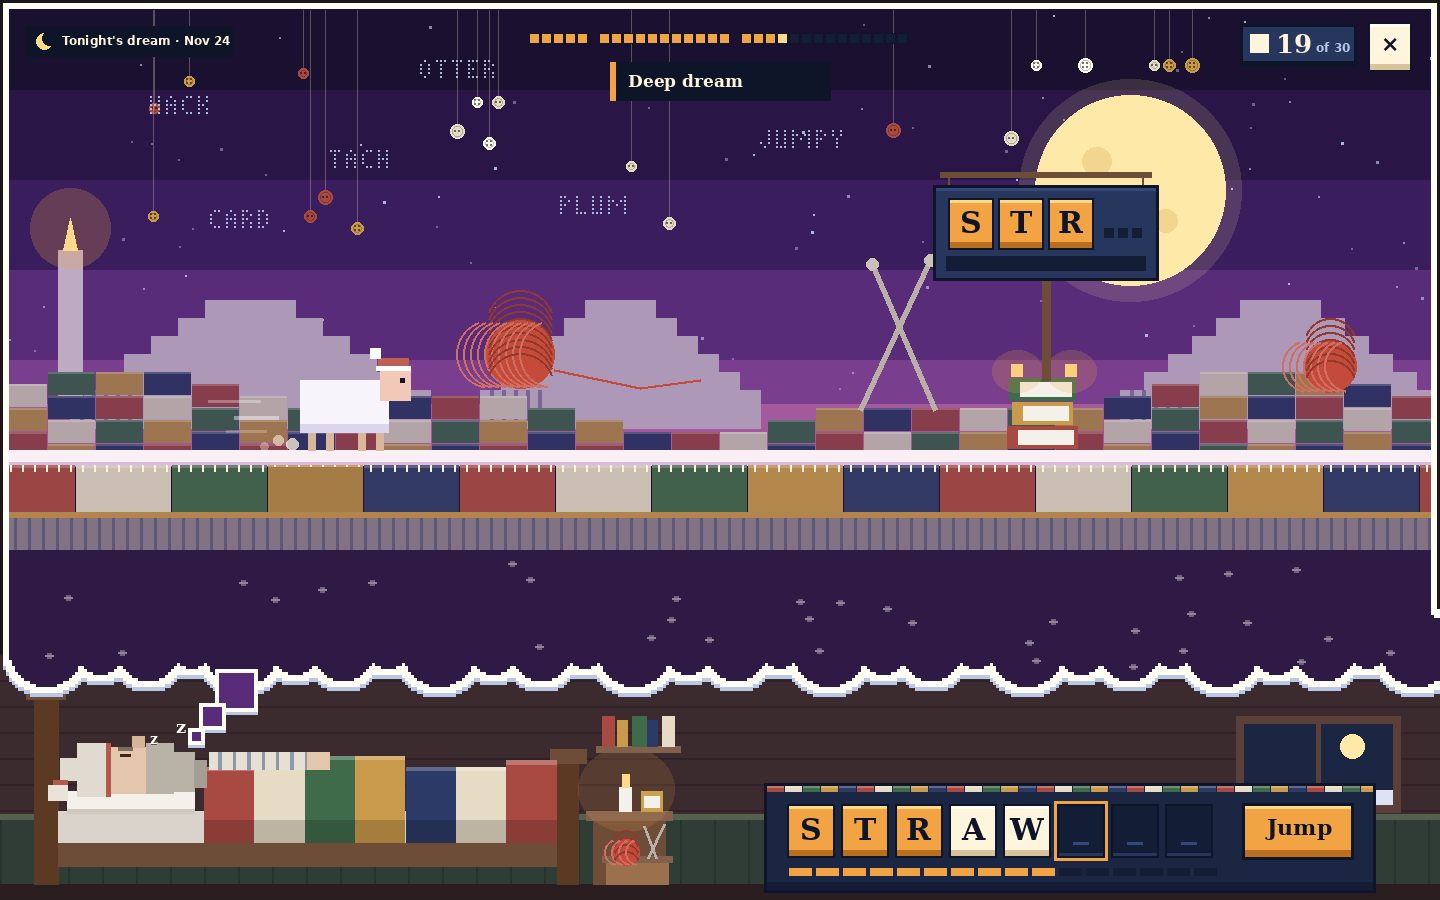 Tonight's dream · Nov 24
19 of 30
×
OTTER
Deep dream
HACK
JUMPY
TACH
PLUM
CARD
S T R
z
z
S T R A W
Jump